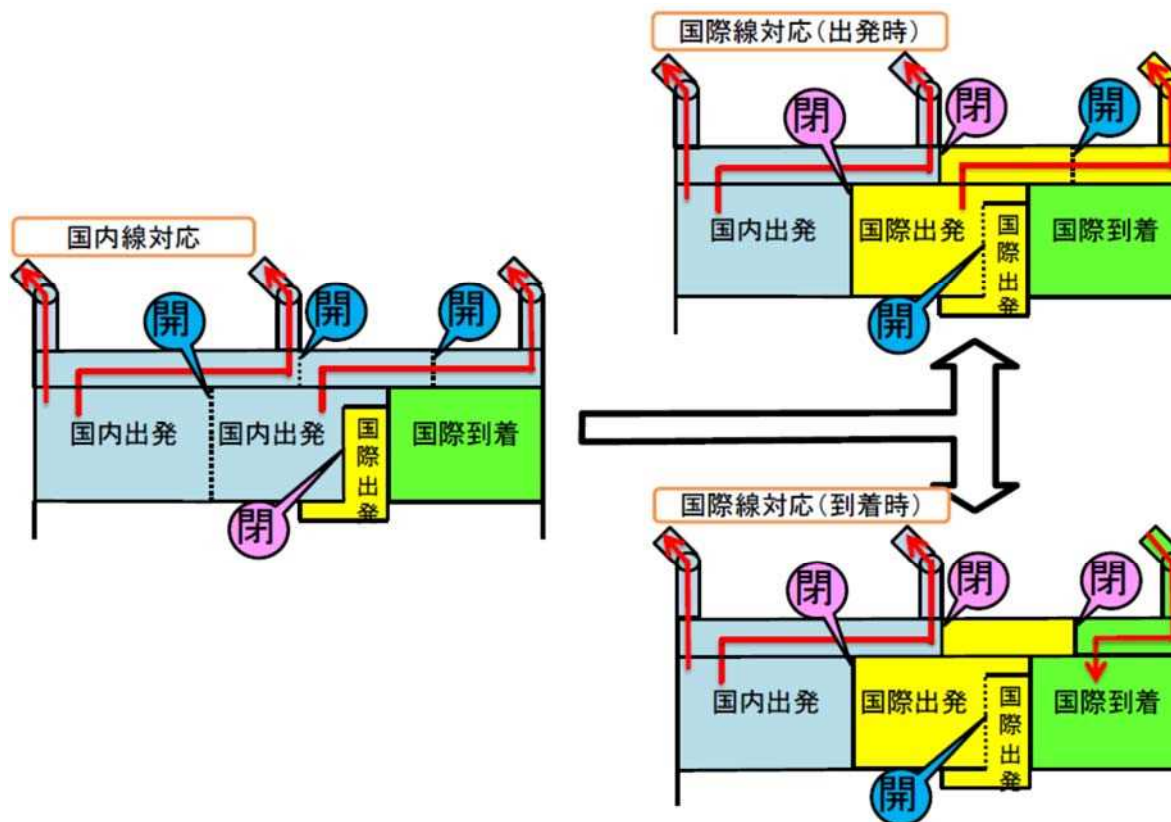 国内線対応
開
開
開
国内出発
国内出発
国際出発
国際到着
閉
国際線対応(出発時)
閉
閉
開
国内出発
国際出発
国際出発
国際到着
開
国際線対応(到着時)
閉
閉
閉
国内出発
国際出発
国際出発
国際到着
開